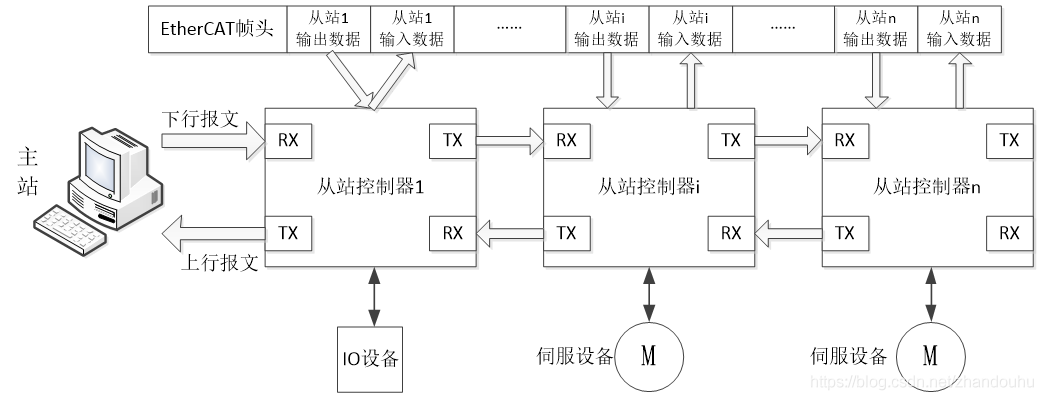 EtherCAT帧头
从站1
输出数据
从站1
输入数据
......
从站i
输出数据
从站i
输入数据
......
从站n
输出数据
从站n
输入数据
主站
下行报文
上行报文
RX
TX
从站控制器1
TX
RX
RX
TX
从站控制器i
TX
RX
RX
TX
从站控制器n
TX
RX
IO设备
伺服设备
M
伺服设备
M
https://blog.csdn.net/znandouhu